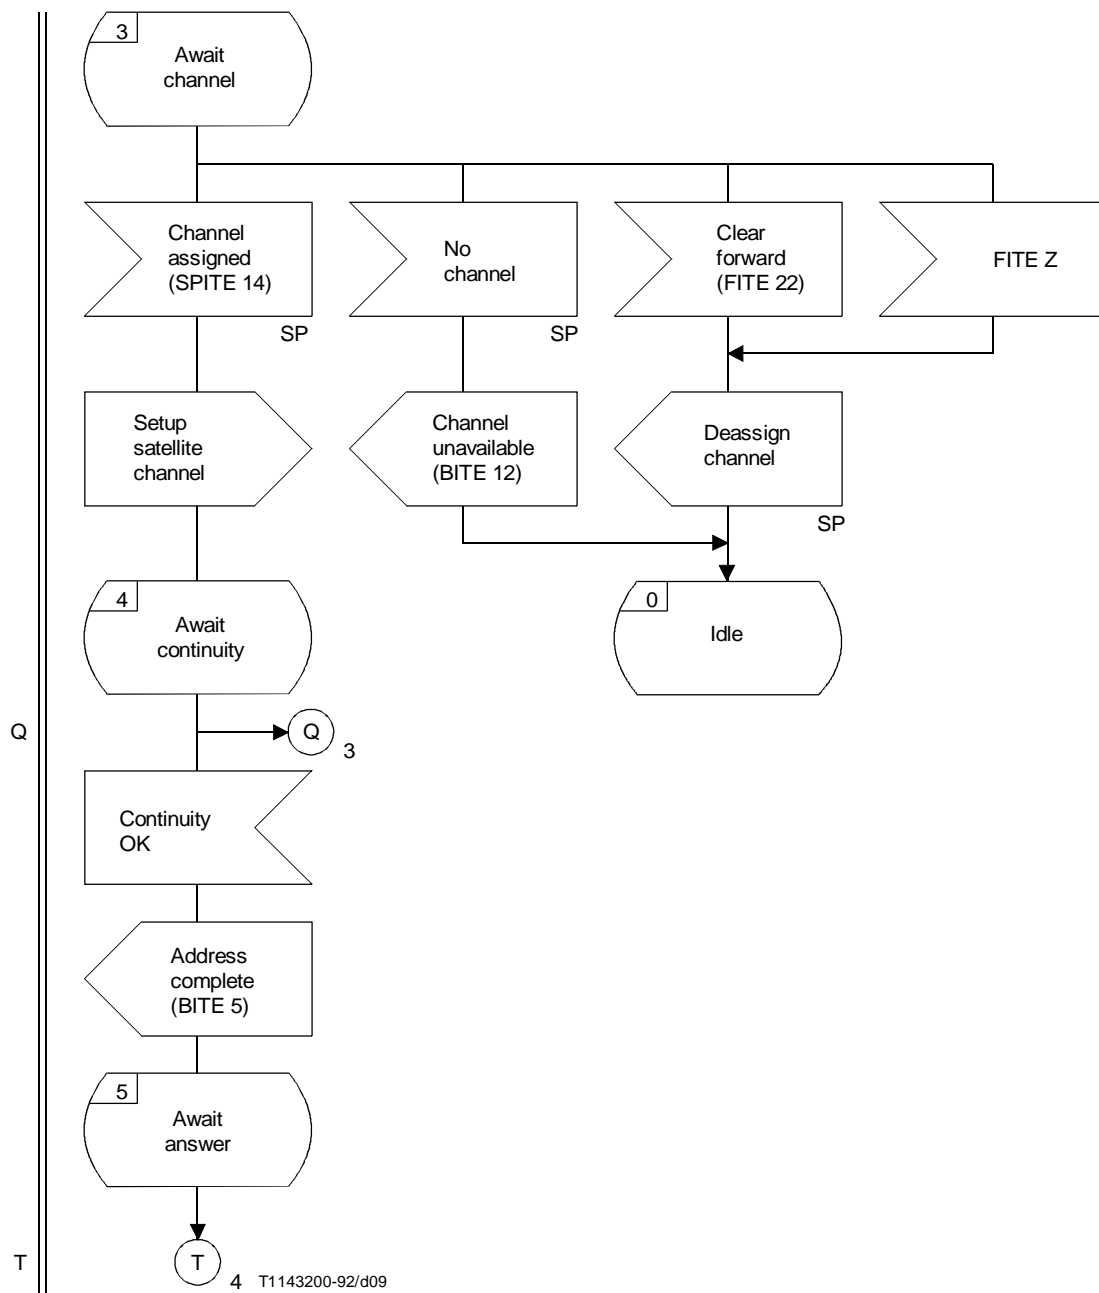 3
Await
channel
Channel
assigned
(SPITE 14)
SP
No
channel
SP
Clear
forward
(FITE 22)
FITE Z
Setup
satellite
channel
Channel
unavailable
(BITE 12)
Deassign
channel
SP
4
Await
continuity
0
Idle
Q
Q
3
Continuity
OK
Address
complete
(BITE 5)
5
Await
answer
T
T
4
T1143200-92/d09